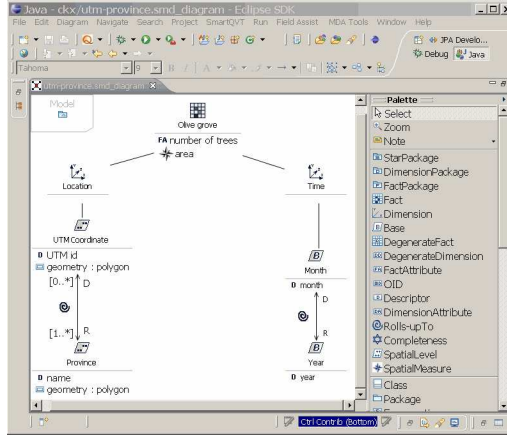 Java - ckx/utm-province.smd_diagram - Eclipse SDK
File Edit Diagram Navigate Search Project SmartQVT Run Field Assist MDA Tools Window Help
JPA Develo...
Debug Java
Tahoma 9 B I A
utm-province.smd_diagram
Model
Olive grove
FA number of trees
area
Location
Time
UTM Coordinate
D UTM id
geometry : polygon
[0..*] D
[1..*] R
Province
D name
geometry : polygon
B
Month
D month
D
R
B
Year
D year
Palette
Select
Zoom
Note
StarPackage
DimensionPackage
FactPackage
Fact
Dimension
Base
DegenerateFact
DegenerateDimension
FactAttribute
OID
Descriptor
DimensionAttribute
Rolls-upTo
Completeness
SpatialLevel
SpatialMeasure
Class
Package
Ctrl Contrib (Bottom)